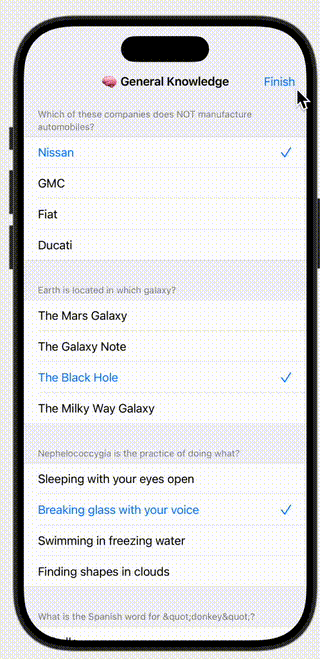 🧠 General Knowledge
Finish
Which of these companies does NOT manufacture
automobiles?
Nissan
GMC
Fiat
Ducati
Earth is located in which galaxy?
The Mars Galaxy
The Galaxy Note
The Black Hole
The Milky Way Galaxy
Nephelococcygia is the practice of doing what?
Sleeping with your eyes open
Breaking glass with your voice
Swimming in freezing water
Finding shapes in clouds
What is the Spanish word for &quot;donkey&quot;?